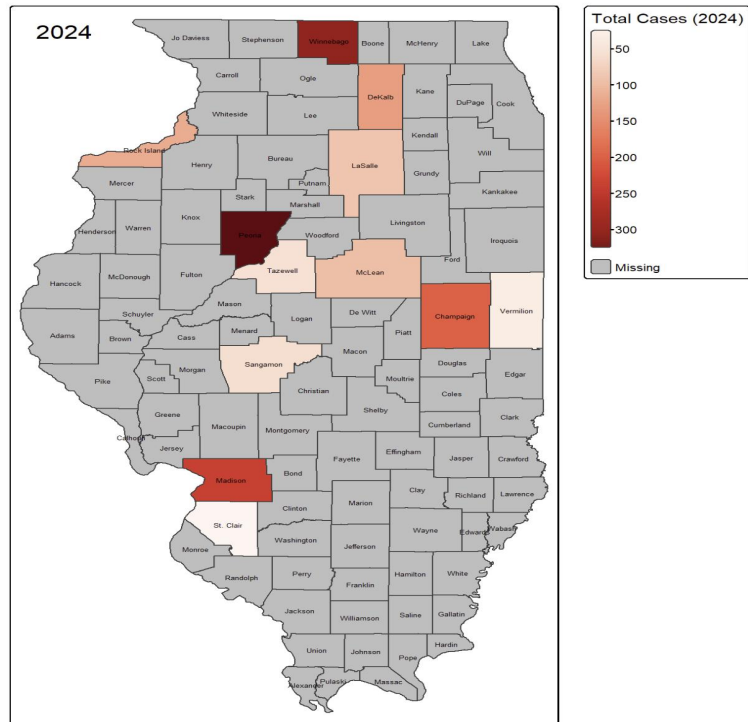 2024
Total Cases (2024)
50
100
150
200
250
300
Missing
Jo Daviess
Stephenson
Winnebago
Boone
McHenry
Lake
Carroll
Ogle
DeKalb
Kane
DuPage
Cook
Whiteside
Lee
Kendall
Rock Island
Henry
Bureau
LaSalle
Will
Grundy
Mercer
Putnam
Kankakee
Stark
Marshall
Knox
Henderson
Warren
Peoria
Woodford
Livingston
Iroquois
Ford
Tazewell
McLean
Hancock
McDonough
Fulton
Mason
Logan
De Witt
Champaign
Vermilion
Schuyler
Adams
Brown
Cass
Menard
Piatt
Macon
Sangamon
Douglas
Edgar
Pike
Scott
Morgan
Christian
Moultrie
Coles
Shelby
Greene
Macoupin
Montgomery
Cumberland
Clark
Calhoun
Jersey
Fayette
Effingham
Jasper
Crawford
Madison
Bond
Clay
Richland
Lawrence
Clinton
Marion
St. Clair
Wayne
Edwards
Wabash
Washington
Jefferson
Monroe
Randolph
Perry
Hamilton
White
Franklin
Jackson
Williamson
Saline
Gallatin
Union
Johnson
Pope
Hardin
Alexander
Pulaski
Massac